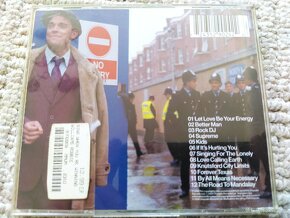 NO
ENTRY
01 Let Love Be Your Energy
02 Better Man
03 Rock DJ
04 Supreme
05 Kids
06 If It's Hurting You
07 Singing For The Lonely
08 Love Calling Earth
09 Knutsford City Limits
10 Forever Texas
11 By All Means Necessary
12 The Road To Mandalay